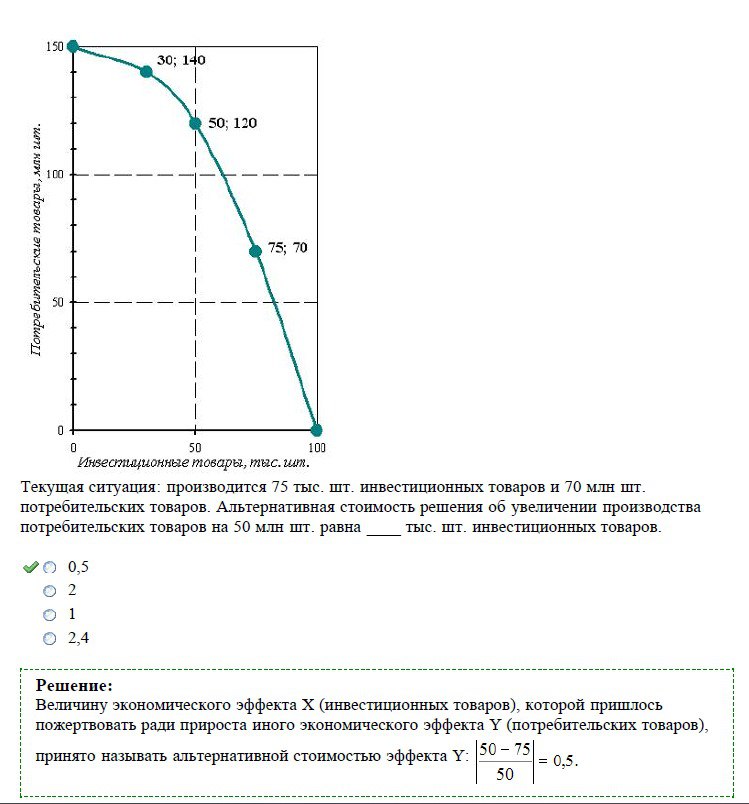 150
30; 140
50; 120
100
75; 70
50
0
0 50 100
Потребительские товары, млн шт.
Инвестиционные товары, тыс. шт.
Текущая ситуация: производится 75 тыс. шт. инвестиционных товаров и 70 млн шт.
потребительских товаров. Альтернативная стоимость решения об увеличении производства
потребительских товаров на 50 млн шт. равна ____ тыс. шт. инвестиционных товаров.
0,5
2
1
2,4
Решение:
Величину экономического эффекта X (инвестиционных товаров), которой пришлось
пожертвовать ради прироста иного экономического эффекта Y (потребительских товаров),
принято называть альтернативной стоимостью эффекта Y: |50 – 75 / 50| = 0,5.